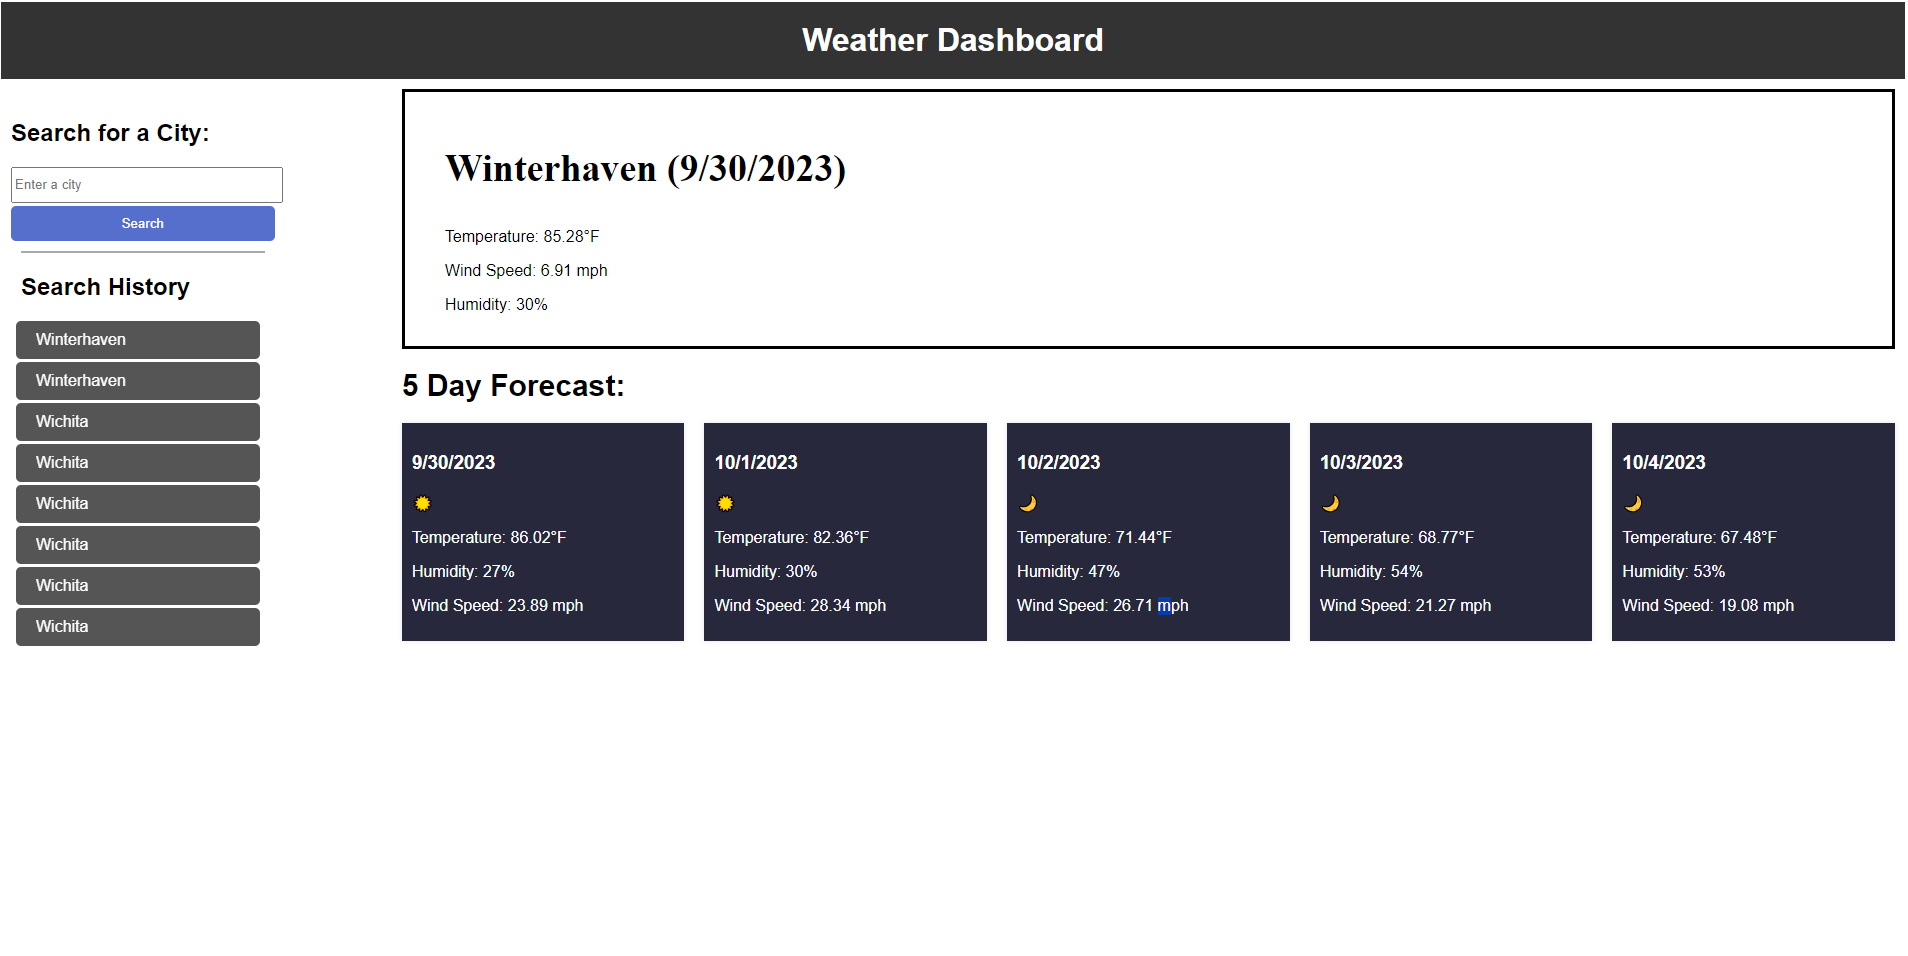 Weather Dashboard
Search for a City:
Enter a city
Search
Search History
Winterhaven
Winterhaven
Wichita
Wichita
Wichita
Wichita
Wichita
Wichita
Winterhaven (9/30/2023)
Temperature: 85.28°F
Wind Speed: 6.91 mph
Humidity: 30%
5 Day Forecast:
9/30/2023
Temperature: 86.02°F
Humidity: 27%
Wind Speed: 23.89 mph
10/1/2023
Temperature: 82.36°F
Humidity: 30%
Wind Speed: 28.34 mph
10/2/2023
Temperature: 71.44°F
Humidity: 47%
Wind Speed: 26.71 mph
10/3/2023
Temperature: 68.77°F
Humidity: 54%
Wind Speed: 21.27 mph
10/4/2023
Temperature: 67.48°F
Humidity: 53%
Wind Speed: 19.08 mph